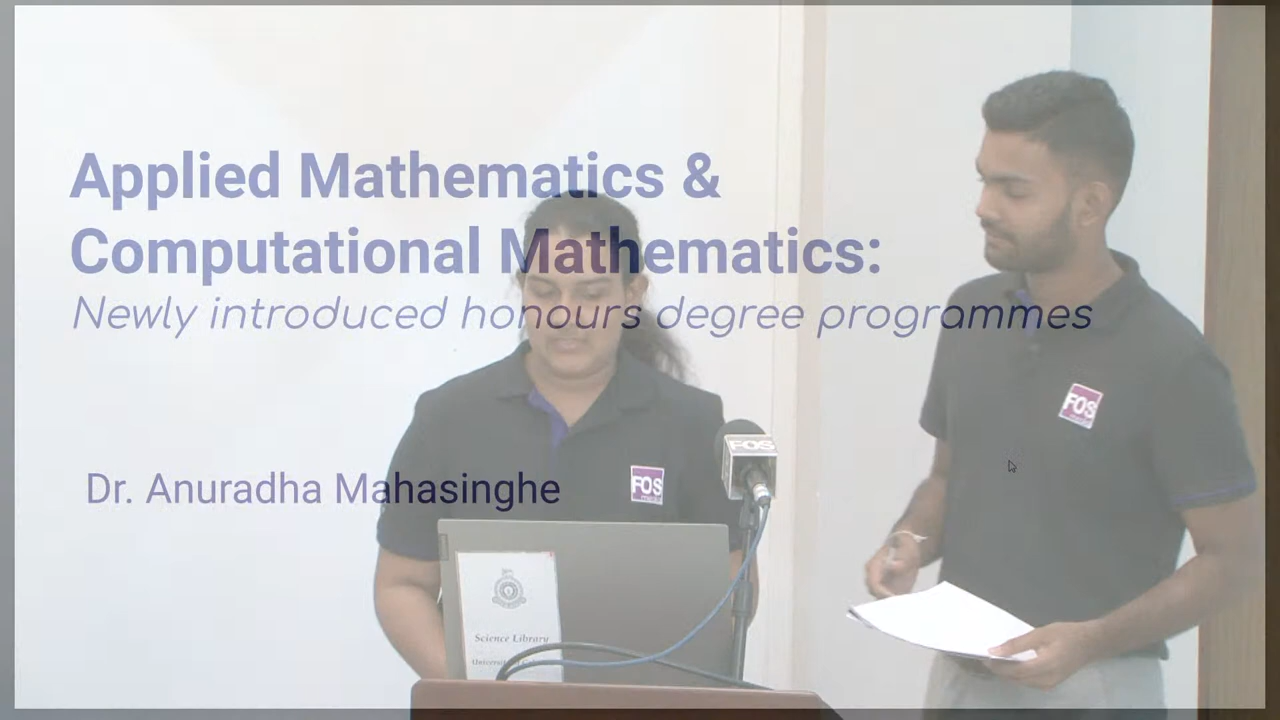 Applied Mathematics &
Computational Mathematics:
Newly introduced honours degree programmes
Dr. Anuradha Mahasinghe
FOS
FOS
FOS
Science Library